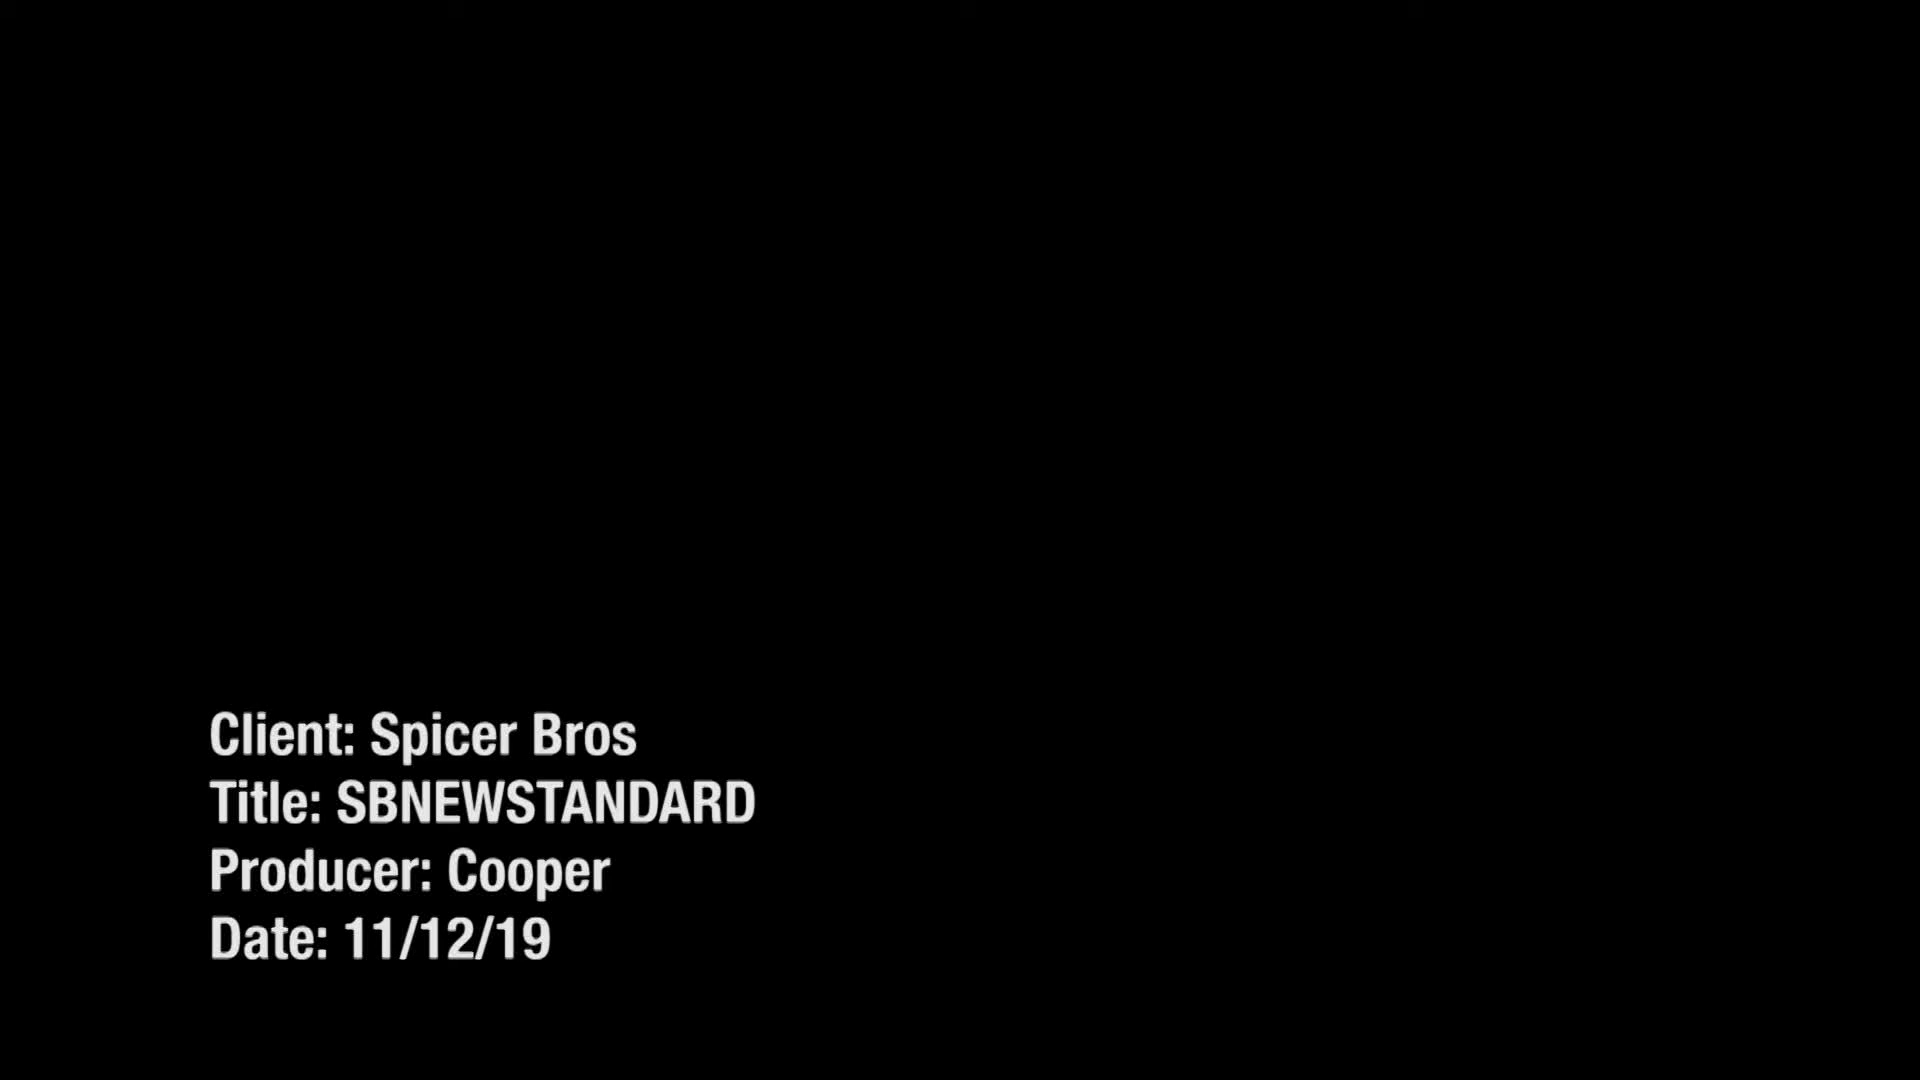 Client: Spicer Bros
Title: SBNEWSTANDARD
Producer: Cooper
Date: 11/12/19